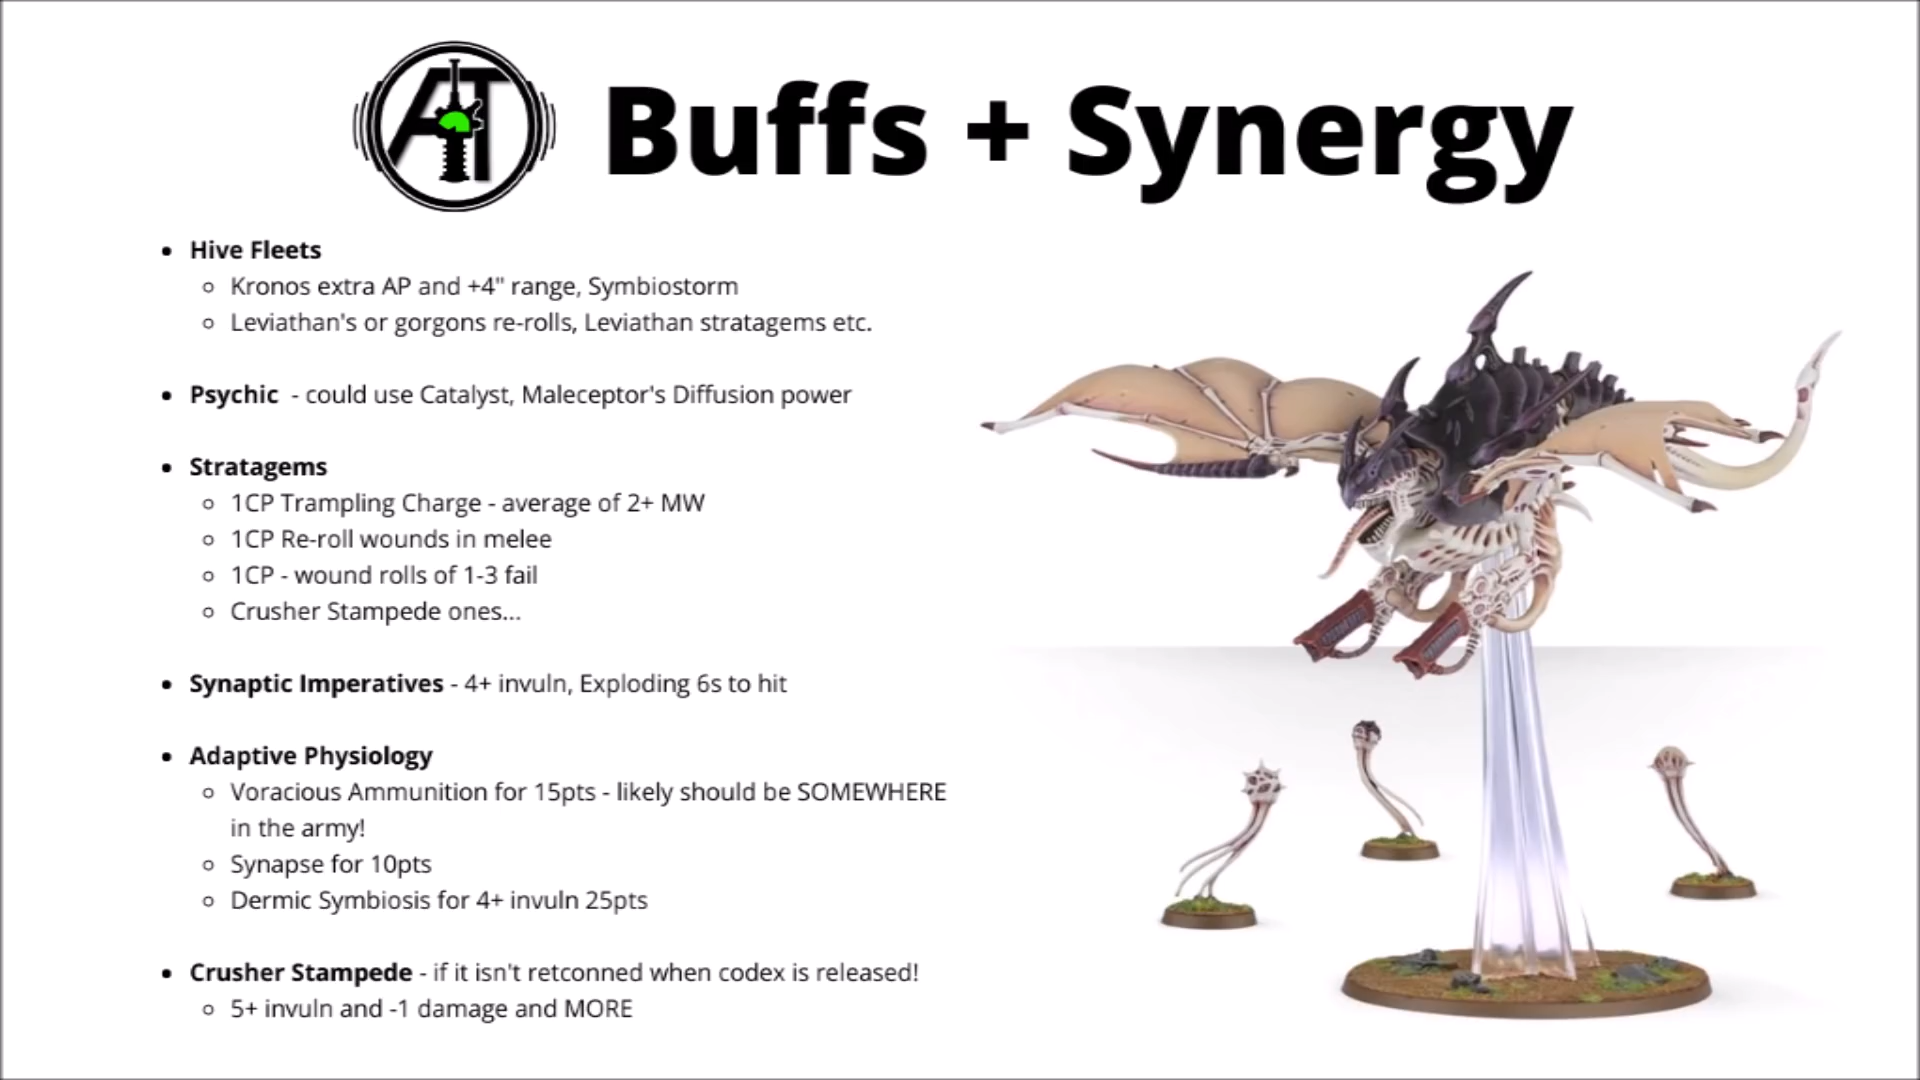 AT
Buffs + Synergy
• Hive Fleets
○ Kronos extra AP and +4" range, Symbiostorm
○ Leviathan's or gorgons re-rolls, Leviathan stratagems etc.
• Psychic - could use Catalyst, Maleceptor's Diffusion power
• Stratagems
○ 1CP Trampling Charge - average of 2+ MW
○ 1CP Re-roll wounds in melee
○ 1CP - wound rolls of 1-3 fail
○ Crusher Stampede ones...
• Synaptic Imperatives - 4+ invuln, Exploding 6s to hit
• Adaptive Physiology
○ Voracious Ammunition for 15pts - likely should be SOMEWHERE
in the army!
○ Synapse for 10pts
○ Dermic Symbiosis for 4+ invuln 25pts
• Crusher Stampede - if it isn't retconned when codex is released!
○ 5+ invuln and -1 damage and MORE